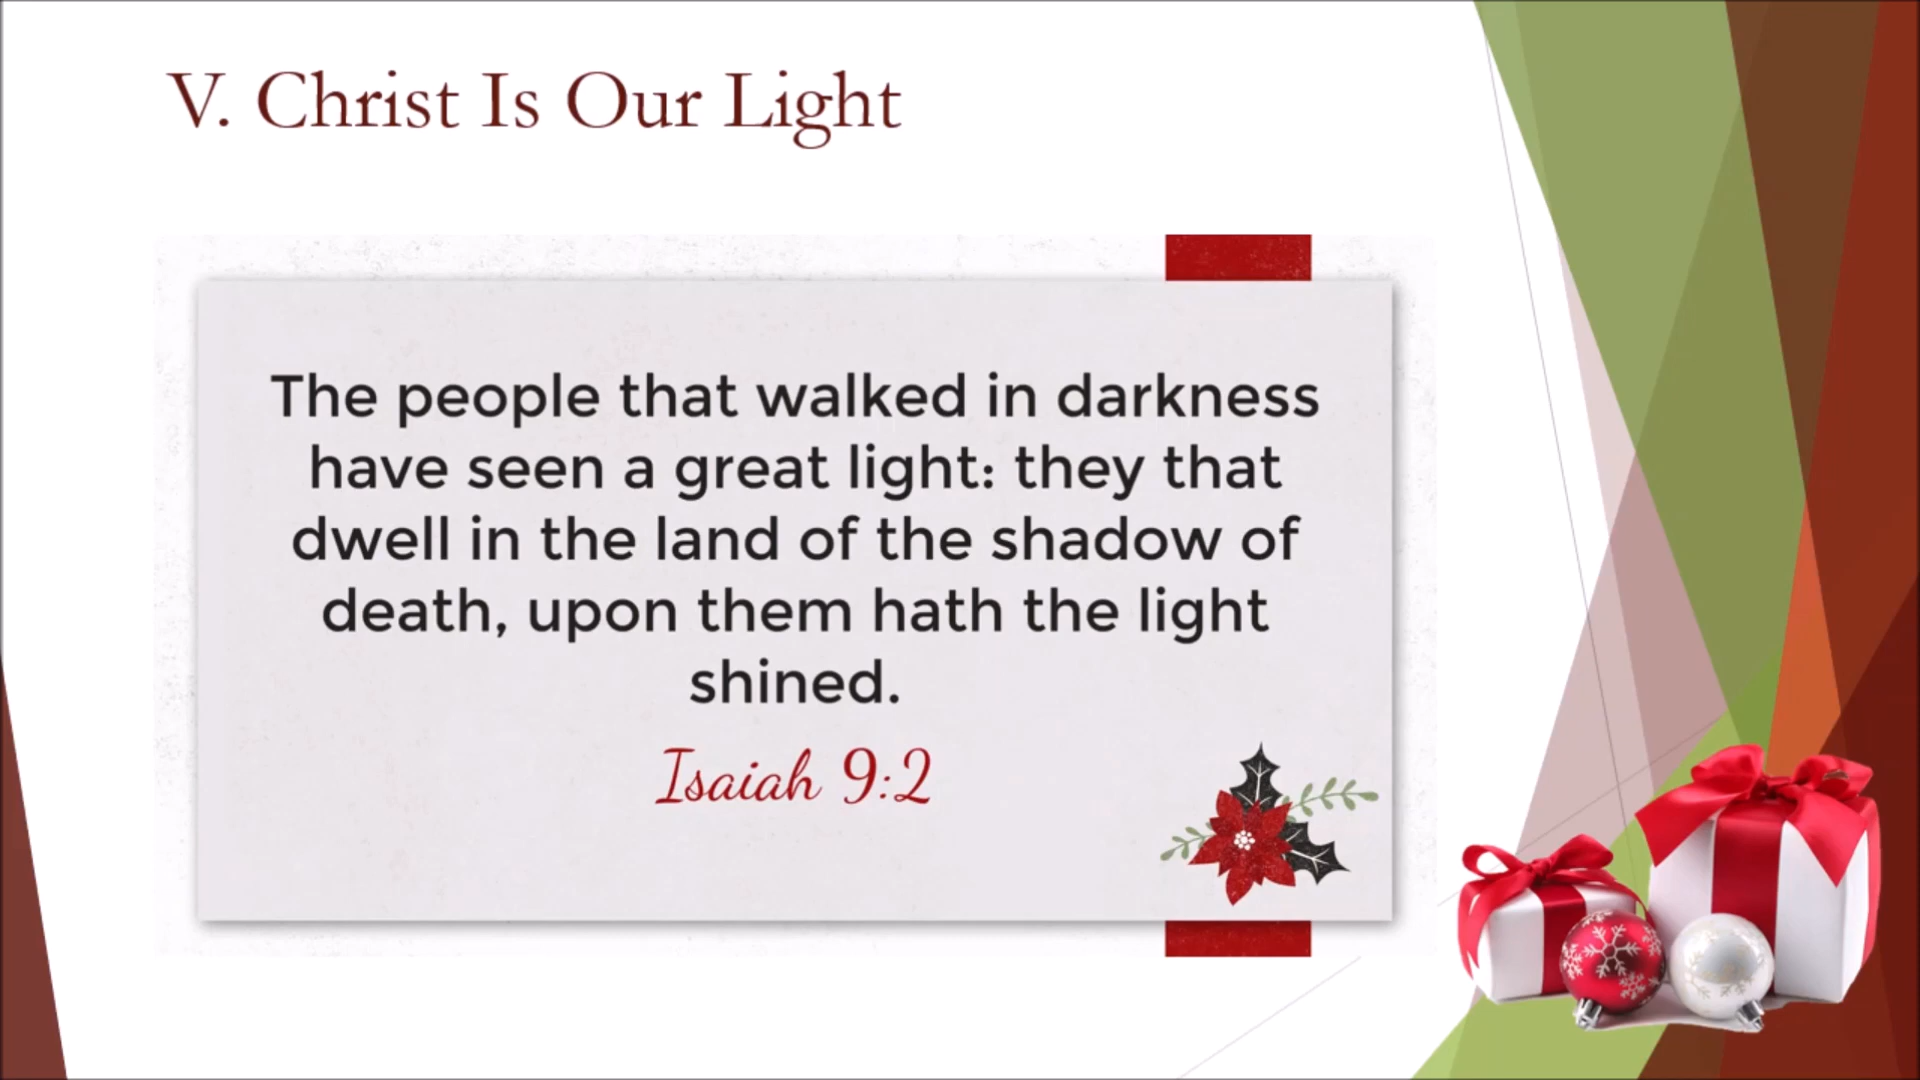 V. Christ Is Our Light
The people that walked in darkness
have seen a great light: they that
dwell in the land of the shadow of
death, upon them hath the light
shined.
Isaiah 9:2